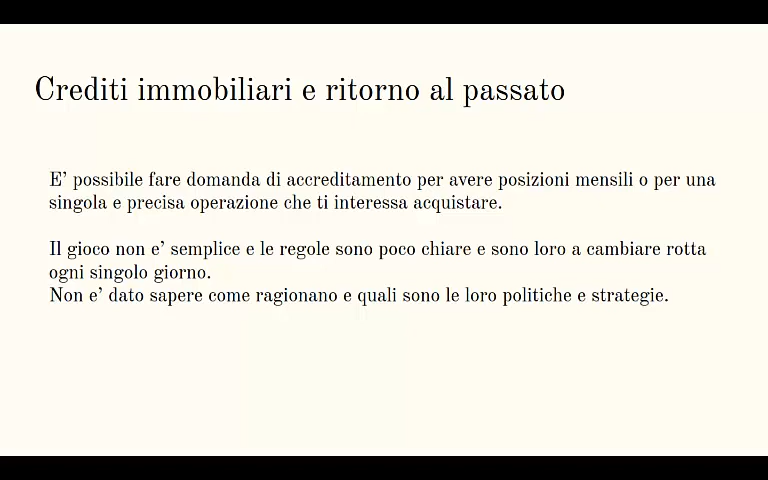 Crediti immobiliari e ritorno al passato
E' possibile fare domanda di accreditamento per avere posizioni mensili o per una
singola e precisa operazione che ti interessa acquistare.
Il gioco non e' semplice e le regole sono poco chiare e sono loro a cambiare rotta
ogni singolo giorno.
Non e' dato sapere come ragionano e quali sono le loro politiche e strategie.